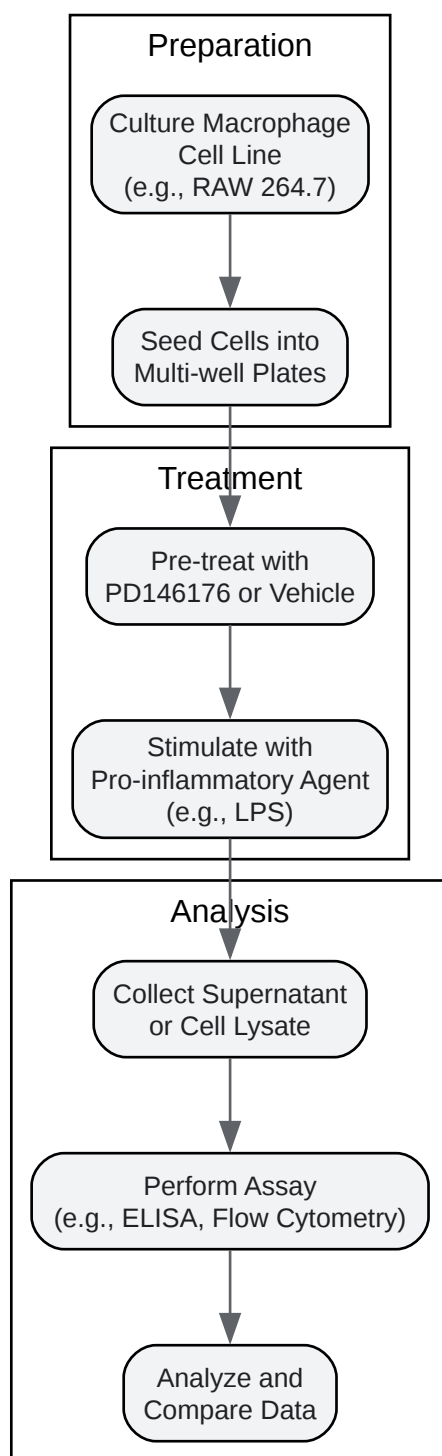 Preparation
Culture Macrophage
Cell Line
(e.g., RAW 264.7)
Seed Cells into
Multi-well Plates
Treatment
Pre-treat with
PD146176 or Vehicle
Stimulate with
Pro-inflammatory Agent
(e.g., LPS)
Analysis
Collect Supernatant
or Cell Lysate
Perform Assay
(e.g., ELISA, Flow Cytometry)
Analyze and
Compare Data